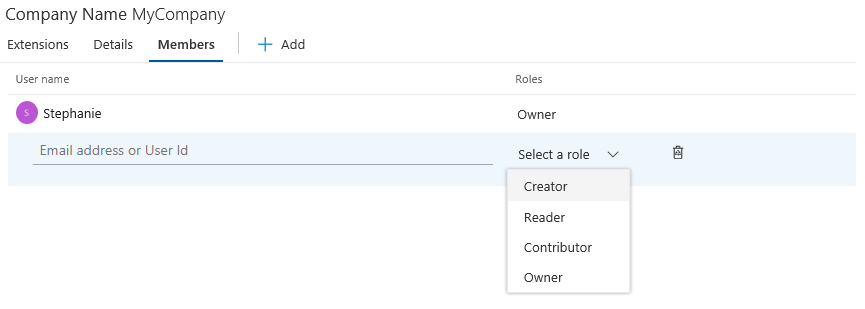 Company Name MyCompany
Extensions Details Members Add
User name Roles
S Stephanie Owner
Email address or User Id Select a role
Creator
Reader
Contributor
Owner